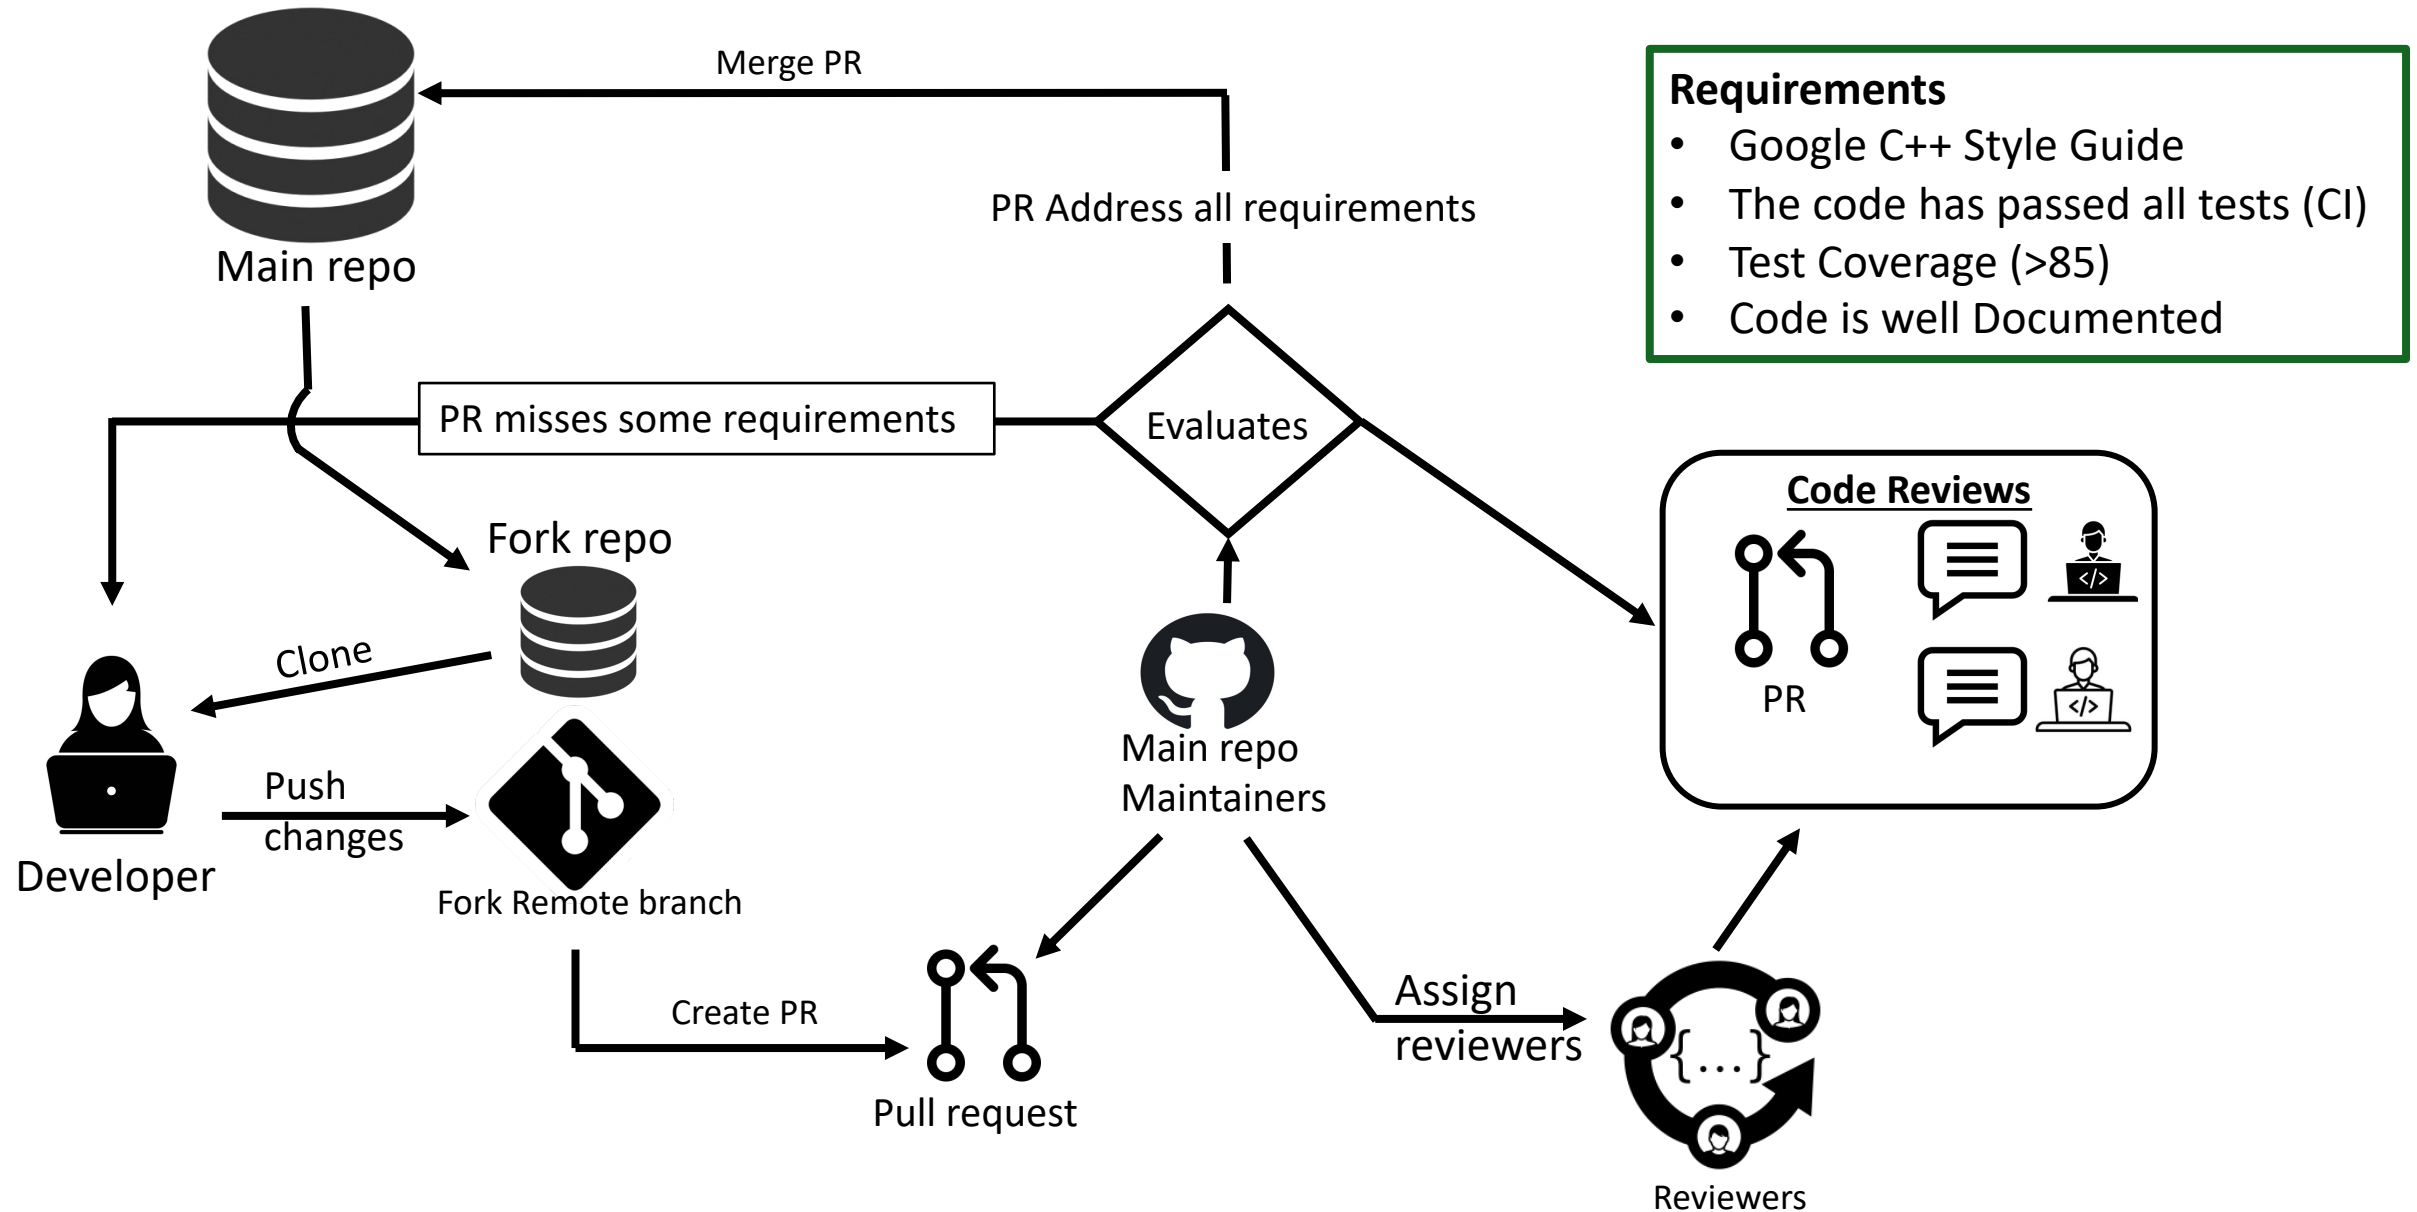 Merge PR
Requirements
• Google C++ Style Guide
• The code has passed all tests (CI)
• Test Coverage (>85)
• Code is well Documented
PR Address all requirements
Main repo
PR misses some requirements
Evaluates
Code Reviews
Fork repo
</>
Clone
PR
</>
Main repo
Maintainers
Push
changes
Developer
Fork Remote branch
Create PR
Assign
reviewers
{...}
Pull request
Reviewers